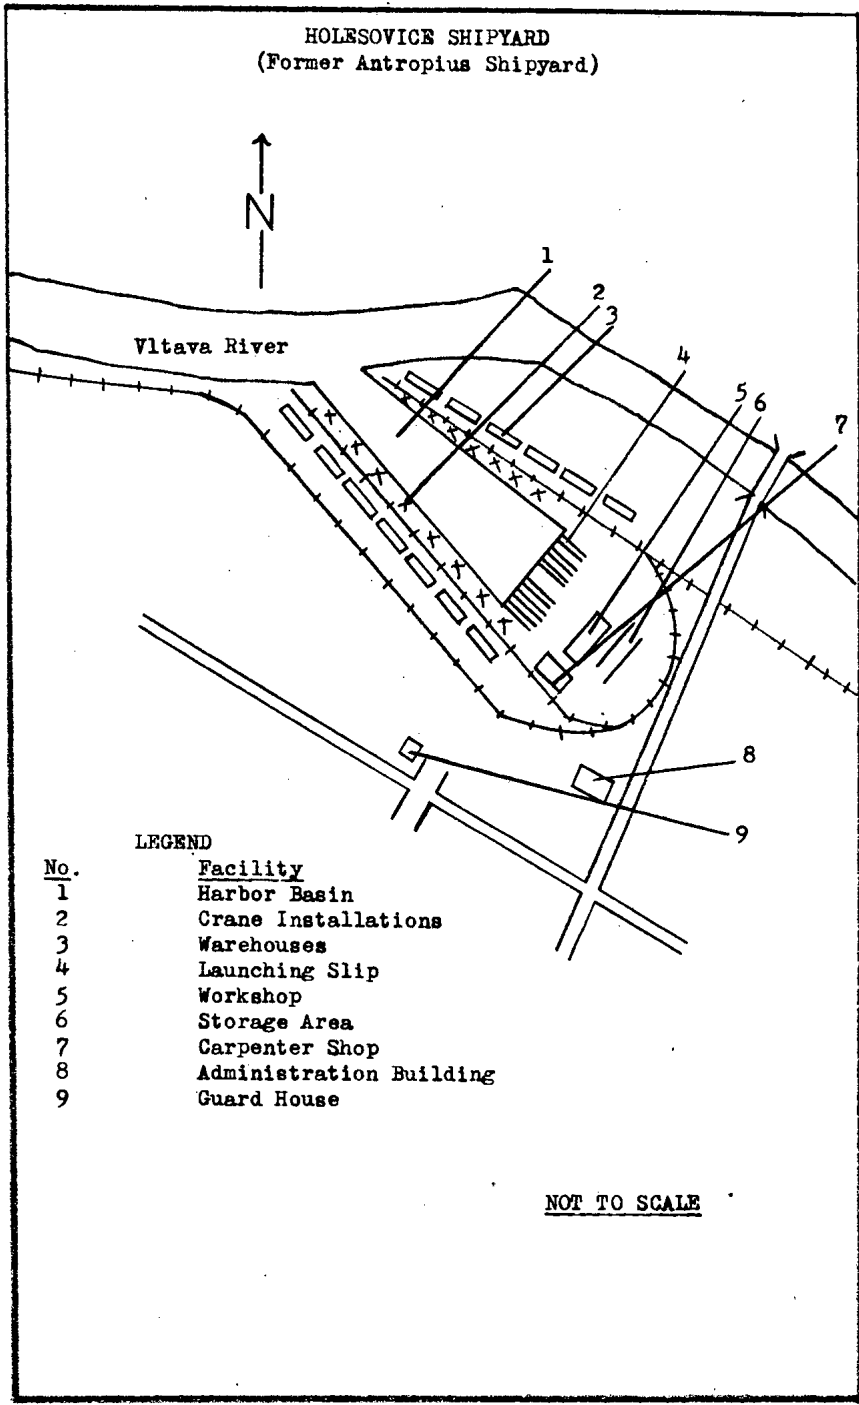 HOLESOVICE SHIPYARD
(Former Antropius Shipyard)
N
1
2
3
4
5
6
7
Vltava River
8
9
LEGEND
No. Facility
1 Harbor Basin
2 Crane Installations
3 Warehouses
4 Launching Slip
5 Workshop
6 Storage Area
7 Carpenter Shop
8 Administration Building
9 Guard House
NOT TO SCALE